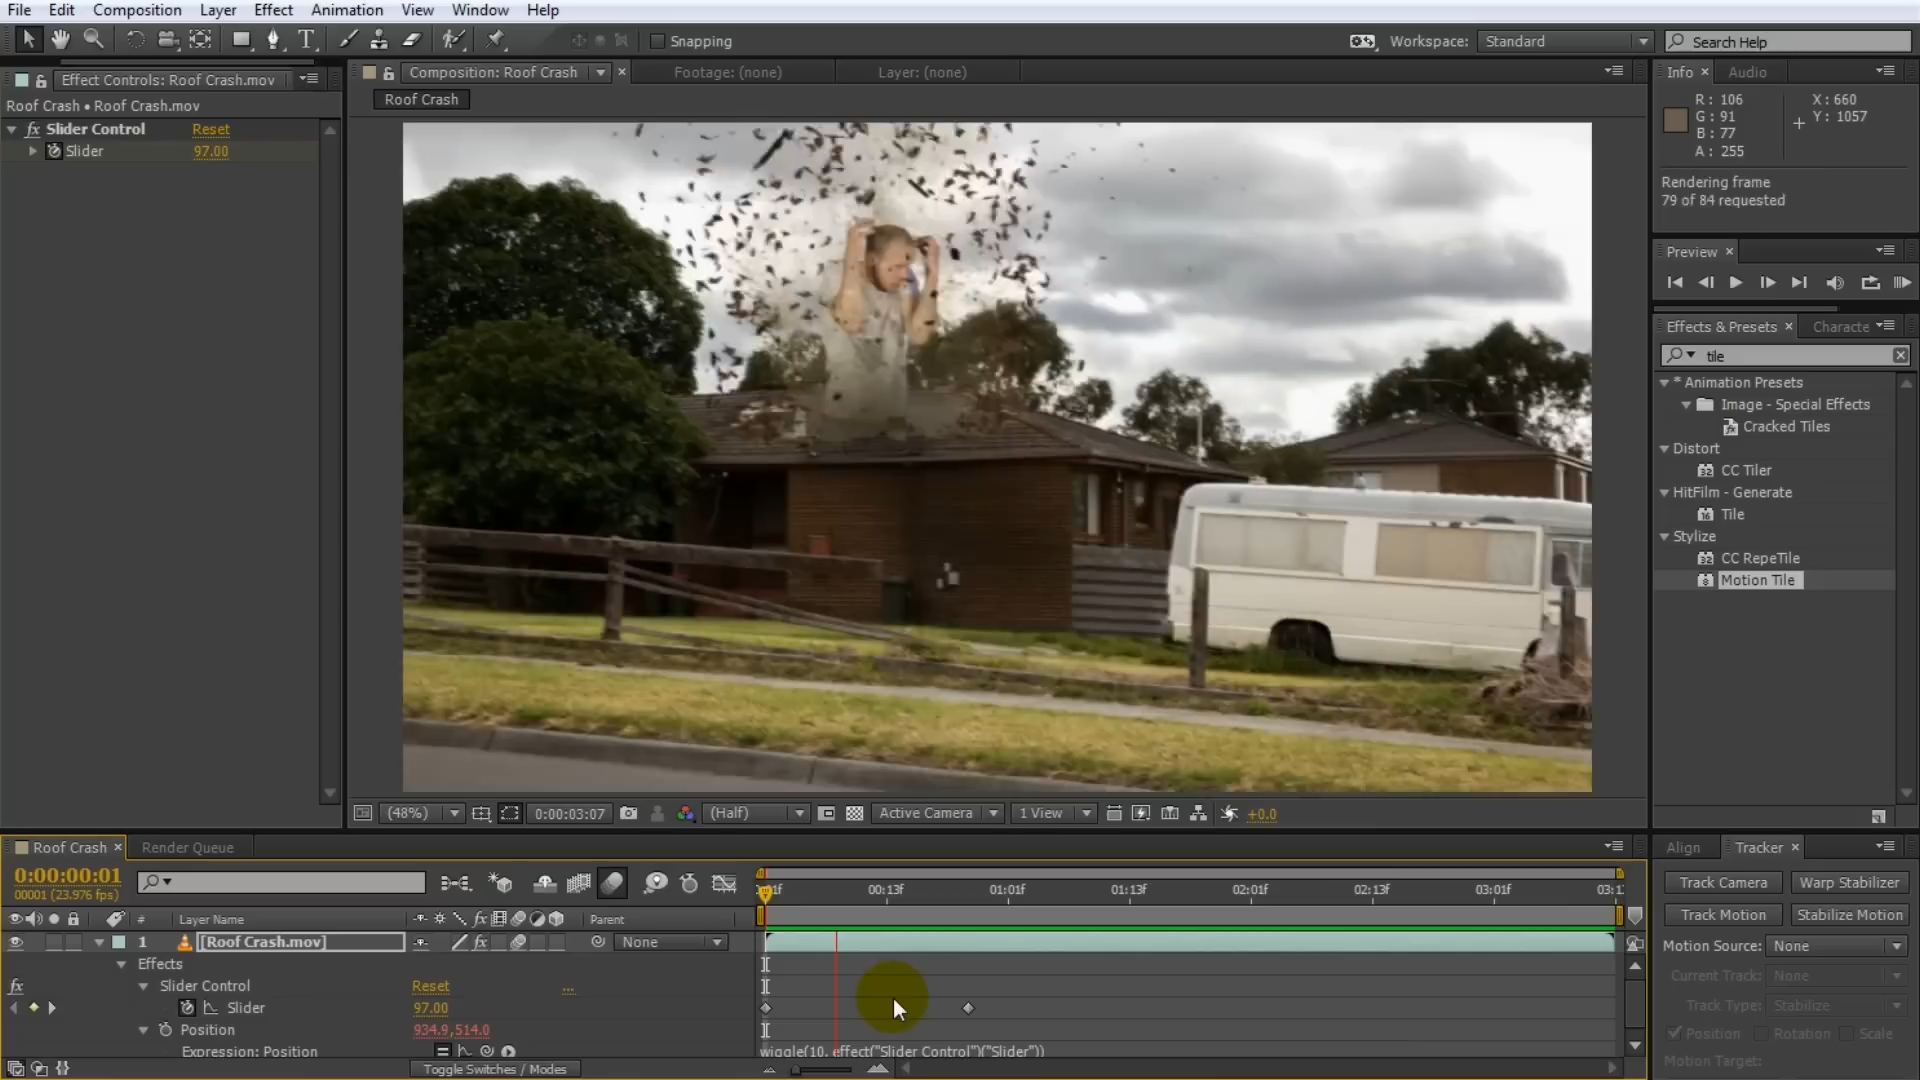 File Edit Composition Layer Effect Animation View Window Help
Snapping
Workspace: Standard
Search Help
Effect Controls: Roof Crash.mov
Roof Crash • Roof Crash.mov
fx Slider Control Reset
Slider 97.00
Composition: Roof Crash
Footage: (none)
Layer: (none)
Roof Crash
Info
Audio
R: 106
G: 91
B: 77
A: 255
X: 660
Y: 1057
Rendering frame
79 of 84 requested
Preview
Effects & Presets
Characte
tile
* Animation Presets
Image - Special Effects
Cracked Tiles
Distort
CC Tiler
HitFilm - Generate
Tile
Stylize
CC RepeTile
Motion Tile
(48%)
0:00:03:07
(Half)
Active Camera
1 View
+0.0
Roof Crash
Render Queue
0:00:00:01
00001 (23.976 fps)
# Layer Name
Parent
00:13f 01:01f 01:13f 02:01f 02:13f 03:01f
1 [Roof Crash.mov]
None
Effects
fx Slider Control Reset ...
Slider 97.00
Position 934.9,514.0
Expression: Position
wiggle(10, effect("Slider Control")("Slider"))
Toggle Switches / Modes
Align
Tracker
Track Camera
Warp Stabilizer
Track Motion
Stabilize Motion
Motion Source: None
Current Track: None
Track Type: Stabilize
Position Rotation Scale
Motion Target: